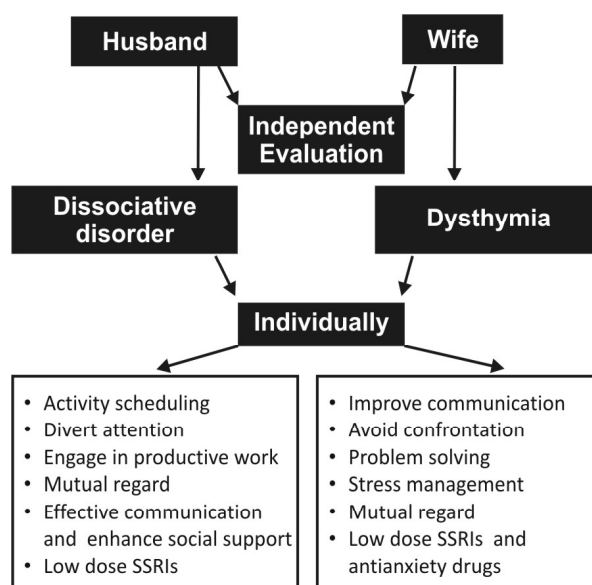 Husband
Wife
Independent
Evaluation
Dissociative
disorder
Dysthymia
Individually
• Activity scheduling
• Divert attention
• Engage in productive work
• Mutual regard
• Effective communication
and enhance social support
• Low dose SSRIs
• Improve communication
• Avoid confrontation
• Problem solving
• Stress management
• Mutual regard
• Low dose SSRIs and
antianxiety drugs